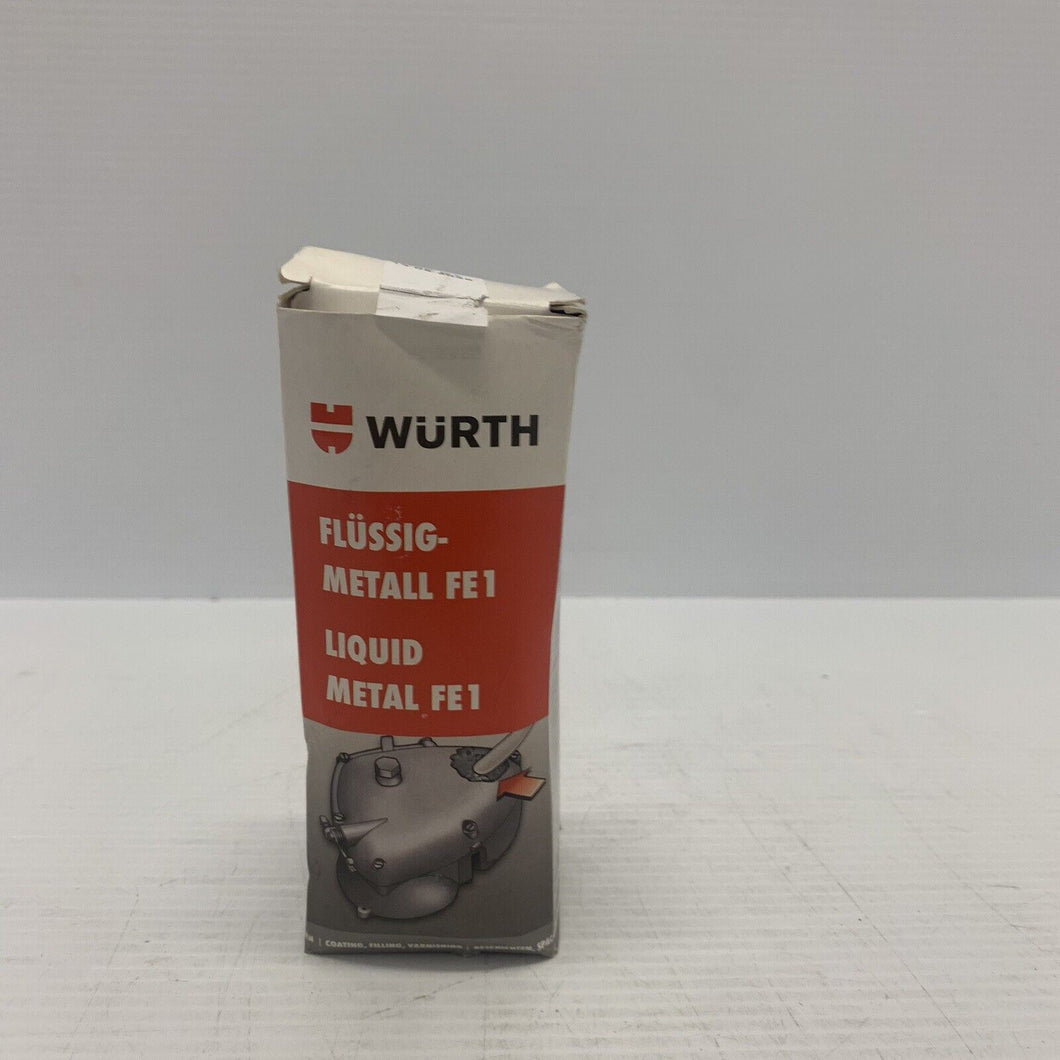 WÜRTH
FLÜSSIG-
METALL FE1
LIQUID
METAL FE1
| COATING, FILLING, VARNISHING |